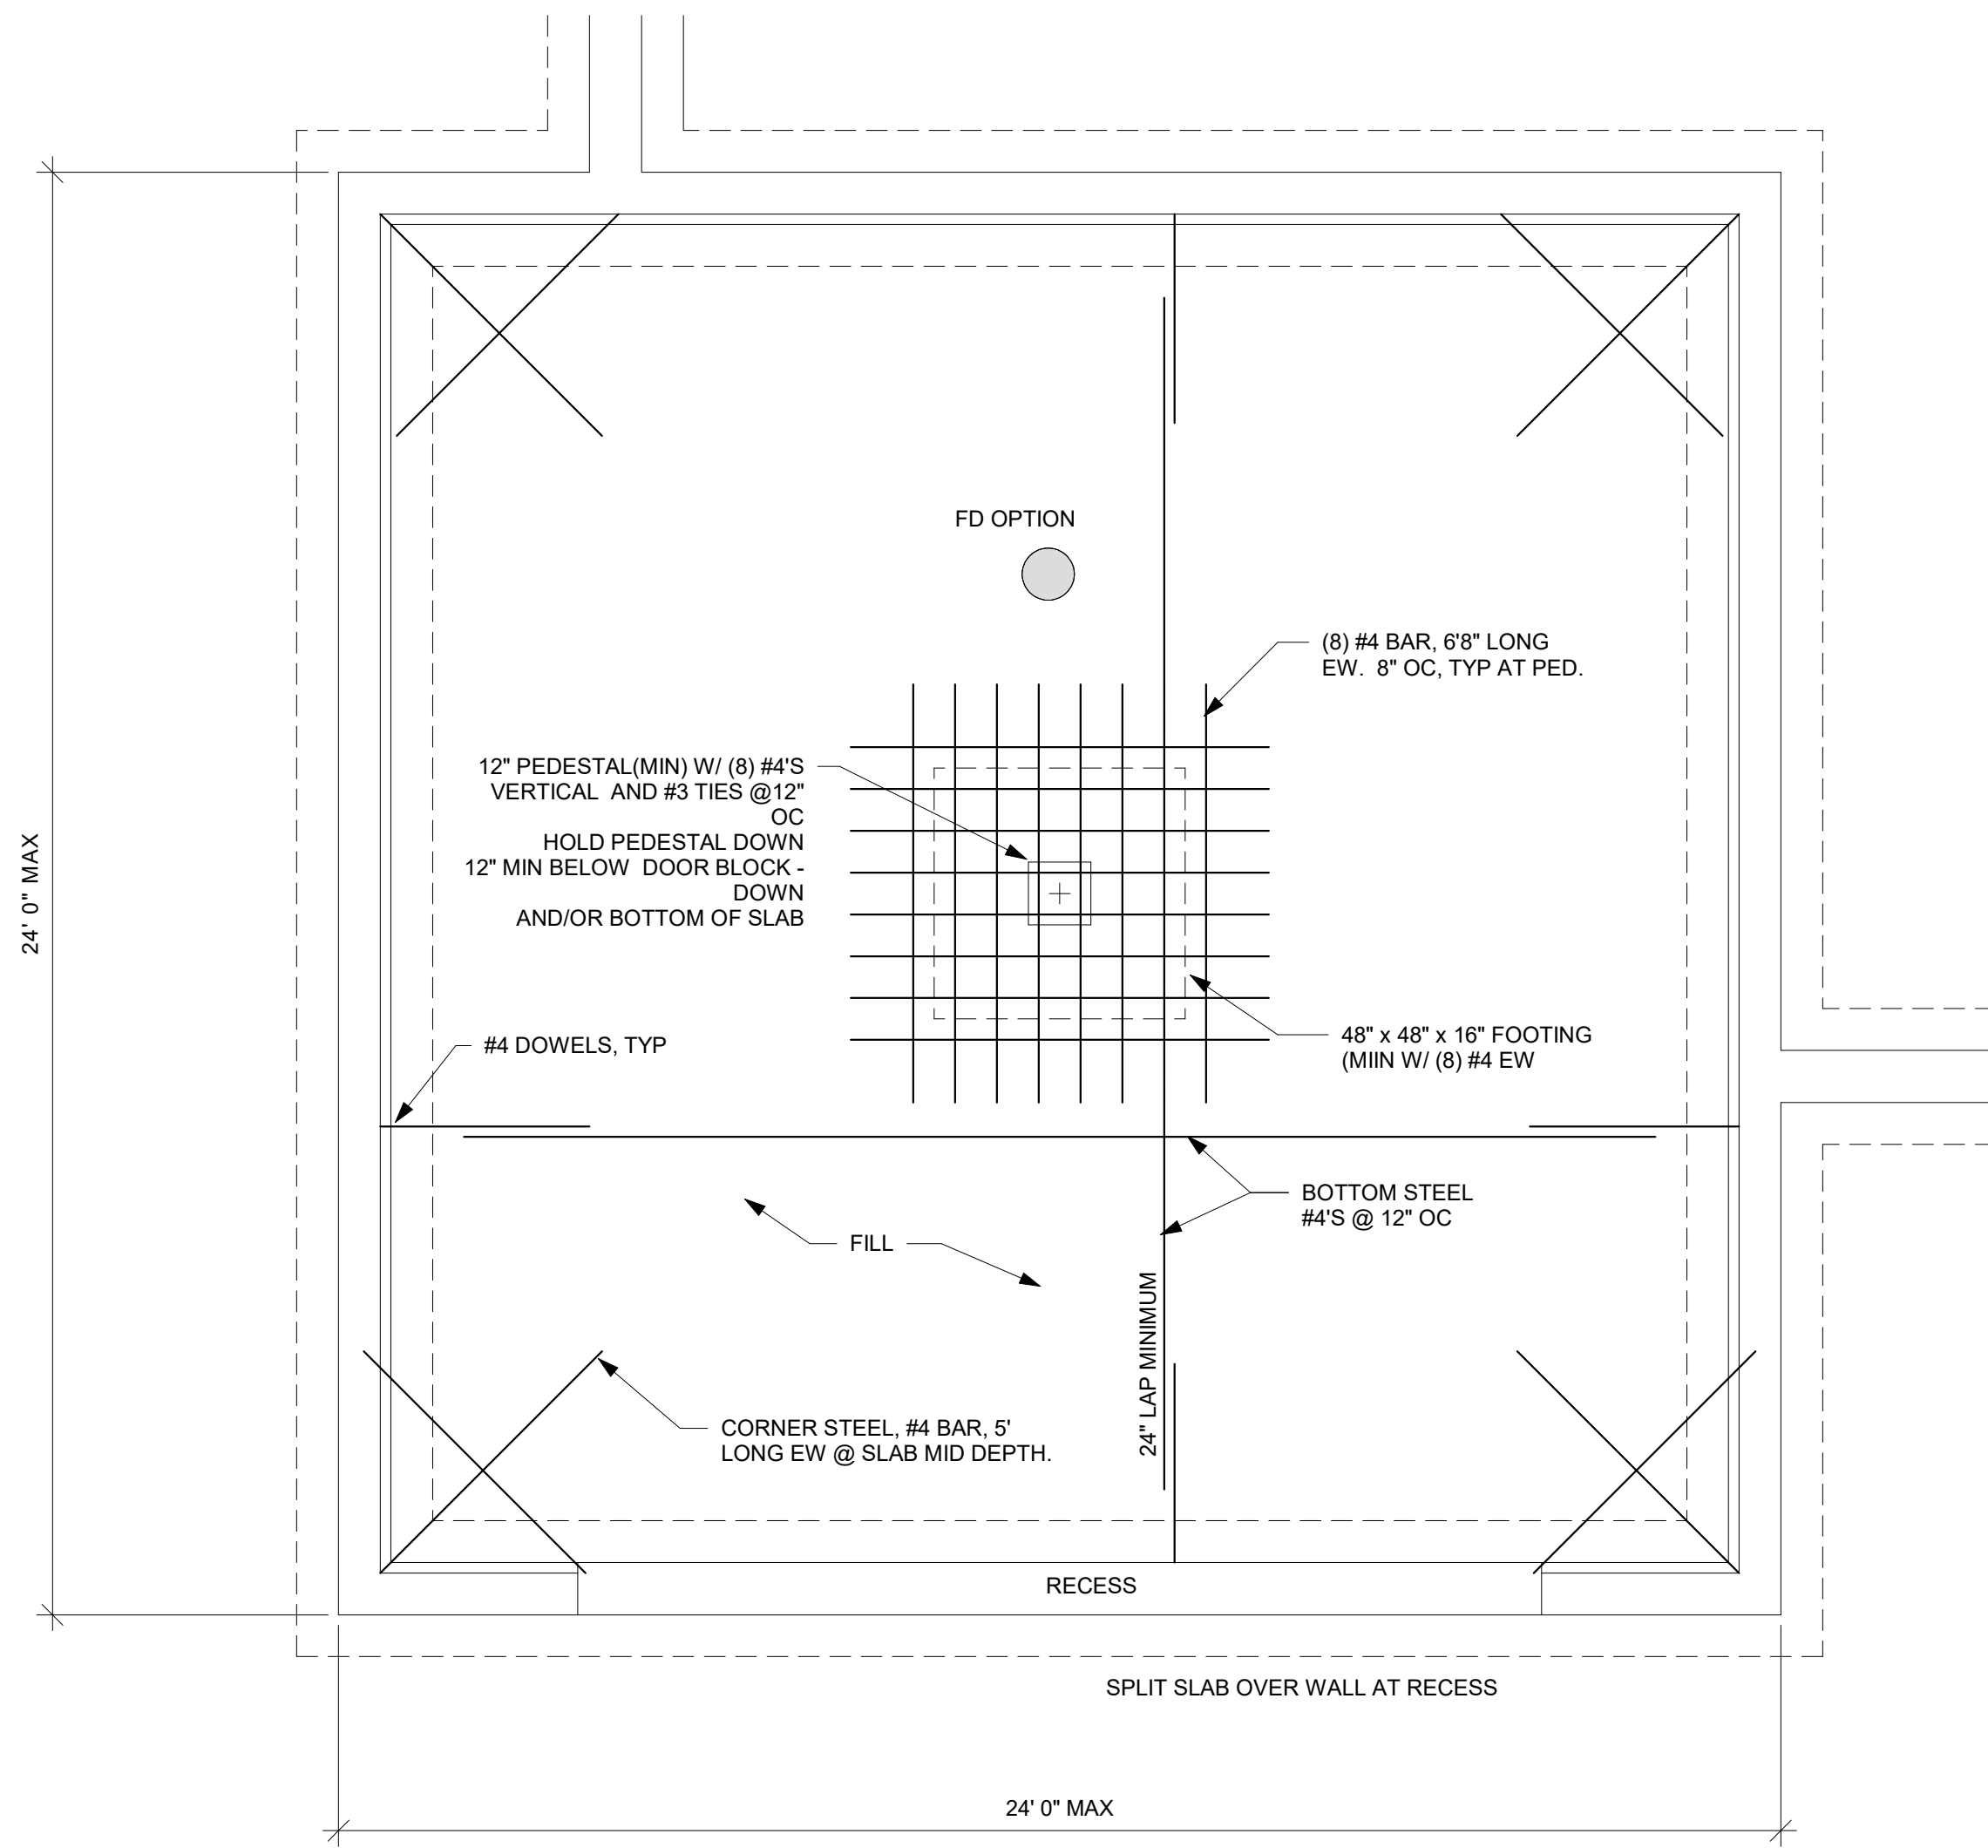 FD OPTION
(8) #4 BAR, 6'8" LONG
EW.  8" OC, TYP AT PED.
12" PEDESTAL(MIN) W/ (8) #4'S
VERTICAL  AND #3 TIES @12"
OC
HOLD PEDESTAL DOWN
12" MIN BELOW  DOOR BLOCK -
DOWN
AND/OR BOTTOM OF SLAB
24' 0" MAX
#4 DOWELS, TYP
48" x 48" x 16" FOOTING
(MIIN W/ (8) #4 EW
BOTTOM STEEL
#4'S @ 12" OC
FILL
24" LAP MINIMUM
CORNER STEEL, #4 BAR, 5'
LONG EW @ SLAB MID DEPTH.
RECESS
SPLIT SLAB OVER WALL AT RECESS
24' 0" MAX